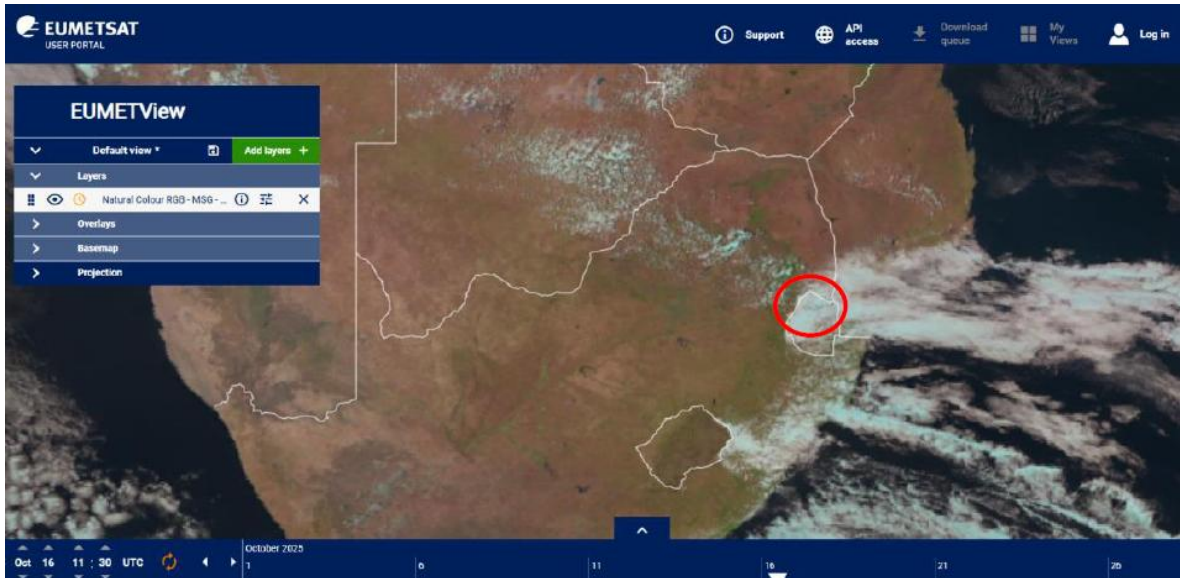 EUMETSAT
USER PORTAL
Support
API
access
Download
queue
My
Views
Log in
EUMETView
Default view *
Add layers +
Layers
Natural Colour RGB - MSG - ...
Overlays
Basemap
Projection
October 2025
Oct 16 11 : 30 UTC
1 6 11 16 21 26